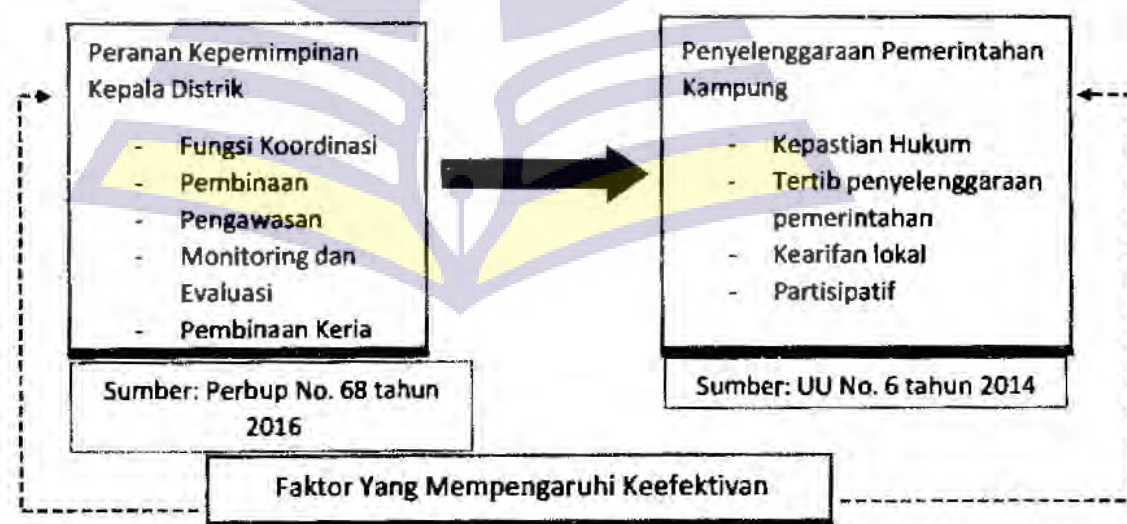 Peranan Kepemimpinan
Kepala Distrik
- Fungsi Koordinasi
- Pembinaan
- Pengawasan
- Monitoring dan
Evaluasi
- Pembinaan Kerja
Sumber: Perbup No. 68 tahun
2016
Penyelenggaraan Pemerintahan
Kampung
- Kepastian Hukum
- Tertib penyelenggaraan
pemerintahan
- Kearifan lokal
- Partisipatif
Sumber: UU No. 6 tahun 2014
Faktor Yang Mempengaruhi Keefektivan